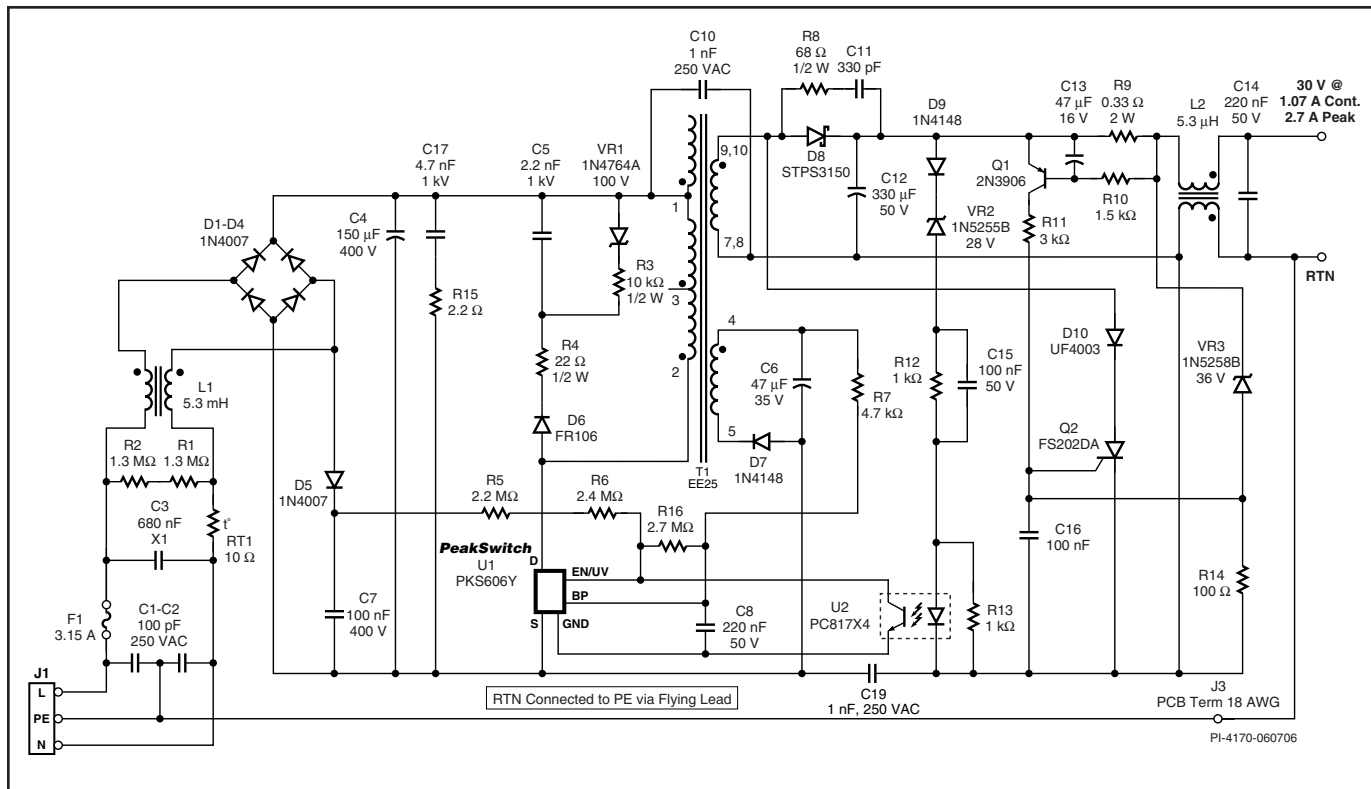 C10
1 nF
250 VAC
R8
68 Ω
1/2 W
C11
330 pF
D9
1N4148
C13
47 µF
16 V
R9
0.33 Ω
2 W
L2
5.3 µH
C14
220 nF
50 V
30 V @
1.07 A Cont.
2.7 A Peak
C17
4.7 nF
1 kV
C5
2.2 nF
1 kV
VR1
1N4764A
100 V
9,10
D8
STPS3150
Q1
2N3906
D1-D4
1N4007
C4
150 µF
400 V
1
C12
330 µF
50 V
VR2
1N5255B
28 V
R10
1.5 kΩ
R11
3 kΩ
7,8
RTN
R15
2.2 Ω
R3
10 kΩ
1/2 W
3
4
R4
22 Ω
1/2 W
2
C6
47 µF
35 V
R12
1 kΩ
C15
100 nF
50 V
D10
UF4003
VR3
1N5258B
36 V
L1
5.3 mH
R7
4.7 kΩ
D6
FR106
5
D7
1N4148
Q2
FS202DA
R2
1.3 MΩ
R1
1.3 MΩ
T1
EE25
D5
1N4007
R5
2.2 MΩ
R6
2.4 MΩ
R16
2.7 MΩ
C3
680 nF
X1
t°
RT1
10 Ω
C16
100 nF
PeakSwitch
U1
PKS606Y
D
EN/UV
BP
S
GND
R14
100 Ω
F1
3.15 A
C1-C2
100 pF
250 VAC
C7
100 nF
400 V
C8
220 nF
50 V
U2
PC817X4
R13
1 kΩ
J1
L
PE
N
RTN Connected to PE via Flying Lead
C19
1 nF, 250 VAC
J3
PCB Term 18 AWG
PI-4170-060706